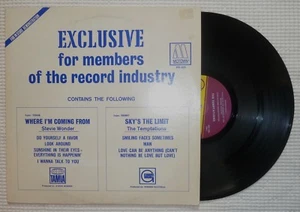 EXCLUSIVE
for members
of the record industry
CONTAINS THE FOLLOWING
WHERE I'M COMING FROM
Stevie Wonder
DO YOURSELF A FAVOR
LOOK AROUND
SUNSHINE IN THEIR EYES-
EVERYTHING IS HAPPENIN'
I WANNA TALK TO YOU
TAMLA
SKY'S THE LIMIT
The Temptations
SMILING FACES SOMETIMES
MAN
LOVE CAN BE ANYTHING (CAN'T
NOTHING BE LOVE BUT LOVE)